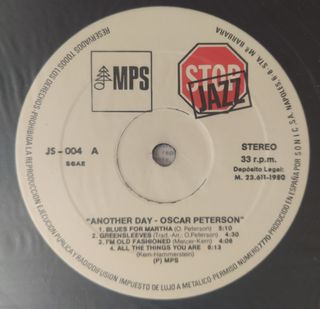 RESERVADOS TODOS LOS DERECHOS PROHIBIDA LA REPRODUCCION EJECUCION PUBLICA Y RADIODIFUSION IMPUESTO DE LUJO A METALICO PERMISO NUMERO 7770 PRODUCIDO EN ESPAÑA POR SONIC S.A. NAPOLES, 6-8 STA. Mª BARBARA
MPS
STOP
JAZZ
JS-004 A
SGAE
STEREO
33 r.p.m.
Depósito Legal:
M. 23.611-1980
"ANOTHER DAY - OSCAR PETERSON"
1. BLUES FOR MARTHA (O. Peterson) 5:10
2. GREENSLEEVES (Trad. Arr. O.Peterson) 4:30
3. I'M OLD FASHIONED (Mercer-Kern) 4:06
4. ALL THE THINGS YOU ARE 6:13
(Kern-Hammerstein)
(P) MPS